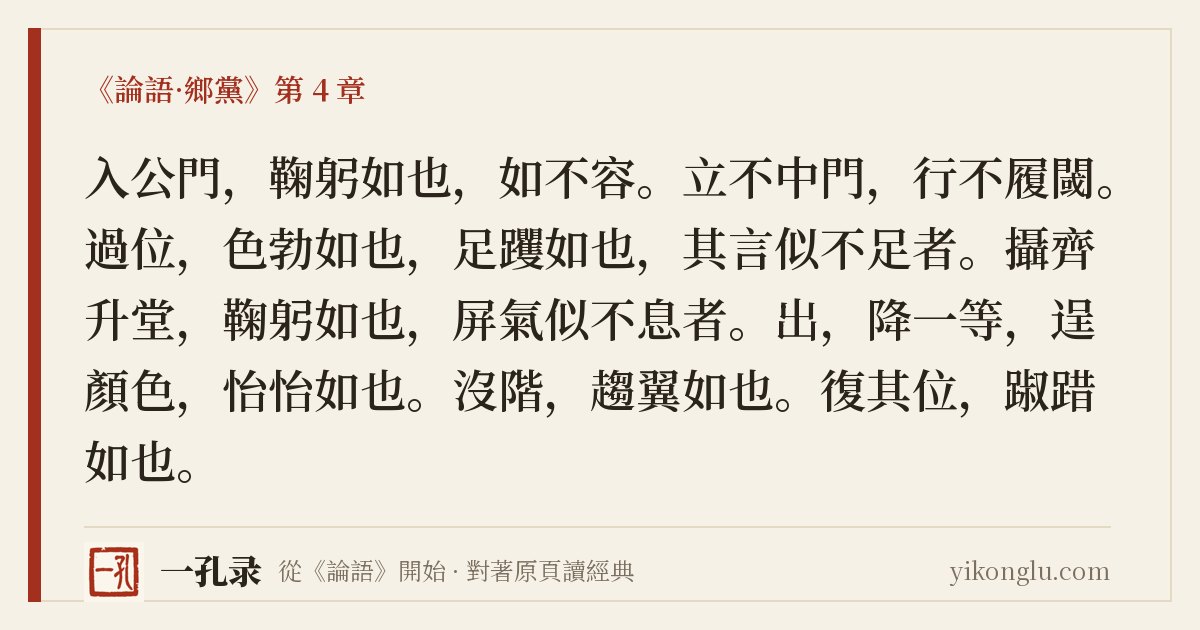 《論語·鄉黨》第 4 章
入公門，鞠躬如也，如不容。立不中門，行不履閾。
過位，色勃如也，足躩如也，其言似不足者。攝齊
升堂，鞠躬如也，屏氣似不息者。出，降一等，逞
顏色，怡怡如也。沒階，趨翼如也。復其位，踧踖
如也。
一孔
一孔录 從《論語》開始 · 對著原頁讀經典
yikonglu.com